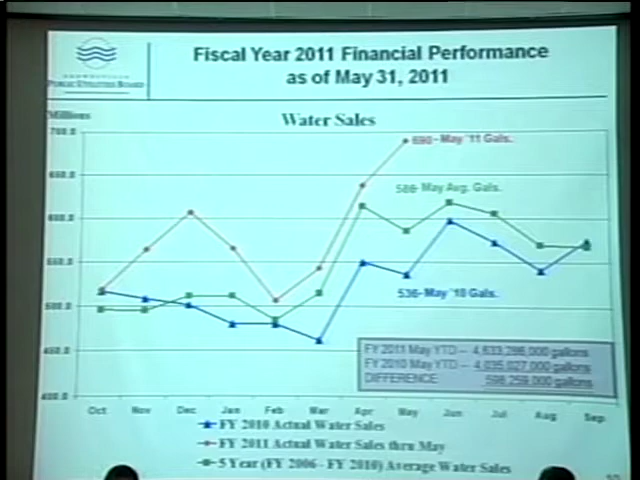 Fiscal Year 2011 Financial Performance
as of May 31, 2011
BROWNSVILLE
PUBLIC UTILITIES BOARD
Millions
Water Sales
700.0
650.0
600.0
550.0
500.0
450.0
400.0
690- May '11 Gals.
586- May Avg. Gals.
536- May '10 Gals.
FY 2011 May YTD -- 4,633,286,000 gallons
FY 2010 May YTD -- 4,035,027,000 gallons
DIFFERENCE 598,259,000 gallons
Oct Nov Dec Jan Feb Mar Apr May Jun Jul Aug Sep
FY 2010 Actual Water Sales
FY 2011 Actual Water Sales thru May
5 Year (FY 2006 - FY 2010) Average Water Sales